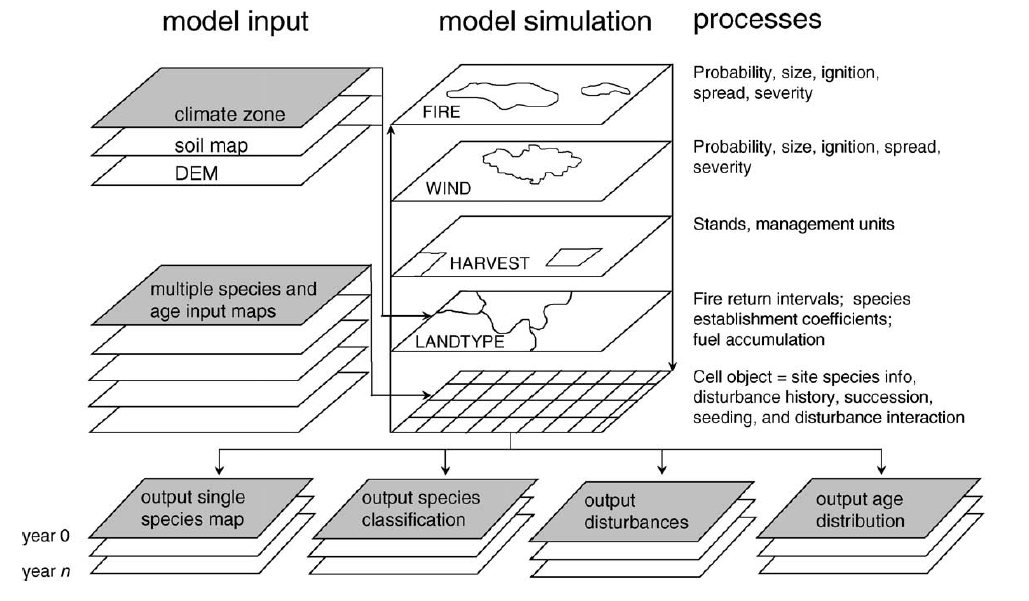 model input
model simulation
processes
climate zone
soil map
DEM
multiple species and
age input maps
FIRE
WIND
HARVEST
LANDTYPE
Probability, size, ignition,
spread, severity
Probability, size, ignition, spread,
severity
Stands, management units
Fire return intervals; species
establishment coefficients;
fuel accumulation
Cell object = site species info,
disturbance history, succession,
seeding, and disturbance interaction
output single
species map
output species
classification
output
disturbances
output age
distribution
year 0
year n